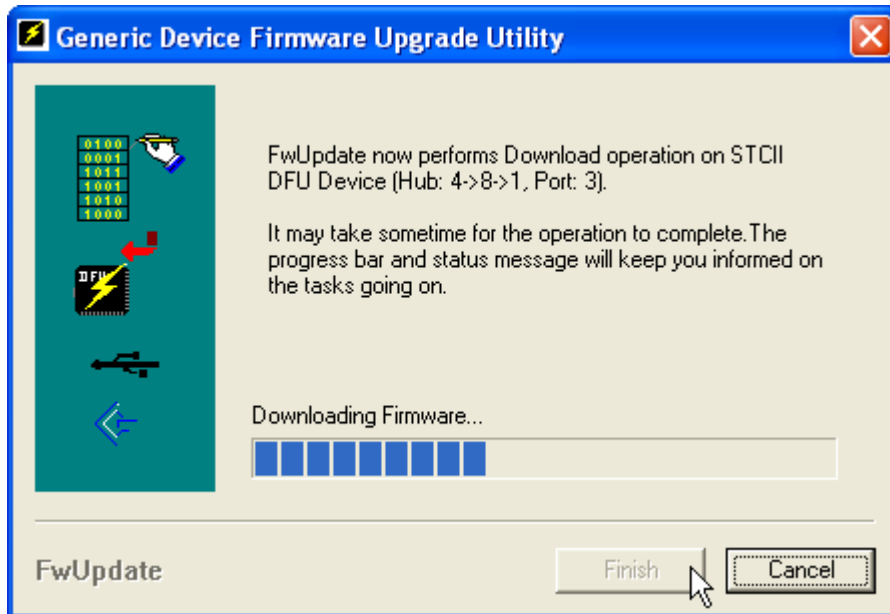 Generic Device Firmware Upgrade Utility
0100
0001
1011
1001
1010
1000
DFU
FwUpdate now performs Download operation on STCII
DFU Device (Hub: 4->8->1, Port: 3).
It may take sometime for the operation to complete.The
progress bar and status message will keep you informed on
the tasks going on.
Downloading Firmware...
FwUpdate
Finish
Cancel